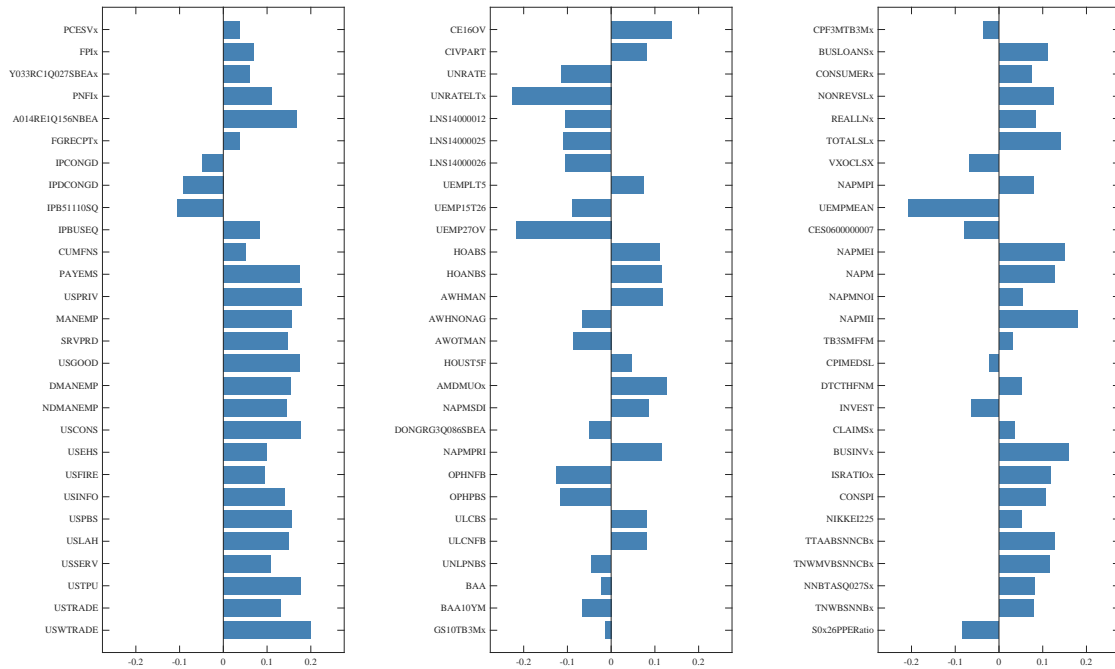 PCESVx
FPIx
Y033RC1Q027SBEAx
PNFIx
A014RE1Q156NBEA
FGRECPTx
IPCONGD
IPDCONGD
IPB51110SQ
IPBUSEQ
CUMFNS
PAYEMS
USPRIV
MANEMP
SRVPRD
USGOOD
DMANEMP
NDMANEMP
USCONS
USEHS
USFIRE
USINFO
USPBS
USLAH
USSERV
USTPU
USTRADE
USWTRADE
-0.2 -0.1 0 0.1 0.2
CE16OV
CIVPART
UNRATE
UNRATELTx
LNS14000012
LNS14000025
LNS14000026
UEMPLT5
UEMP15T26
UEMP27OV
HOABS
HOANBS
AWHMAN
AWHNONAG
AWOTMAN
HOUST5F
AMDMUOx
NAPMSDI
DONGRG3Q086SBEA
NAPMPRI
OPHNFB
OPHPBS
ULCBS
ULCNFB
UNLPNBS
BAA
BAA10YM
GS10TB3Mx
-0.2 -0.1 0 0.1 0.2
CPF3MTB3Mx
BUSLOANSx
CONSUMERx
NONREVSLx
REALLNx
TOTALSLx
VXOCLSX
NAPMPI
UEMPMEAN
CES0600000007
NAPMEI
NAPM
NAPMNOI
NAPMII
TB3SMFFM
CPIMEDSL
DTCTHFNM
INVEST
CLAIMSx
BUSINVx
ISRATIOx
CONSPI
NIKKEI225
TTAABSNNCBx
TNWMVBSNNCBx
NNBTASQ027Sx
TNWBSNNBx
S0x26PPERatio
-0.2 -0.1 0 0.1 0.2